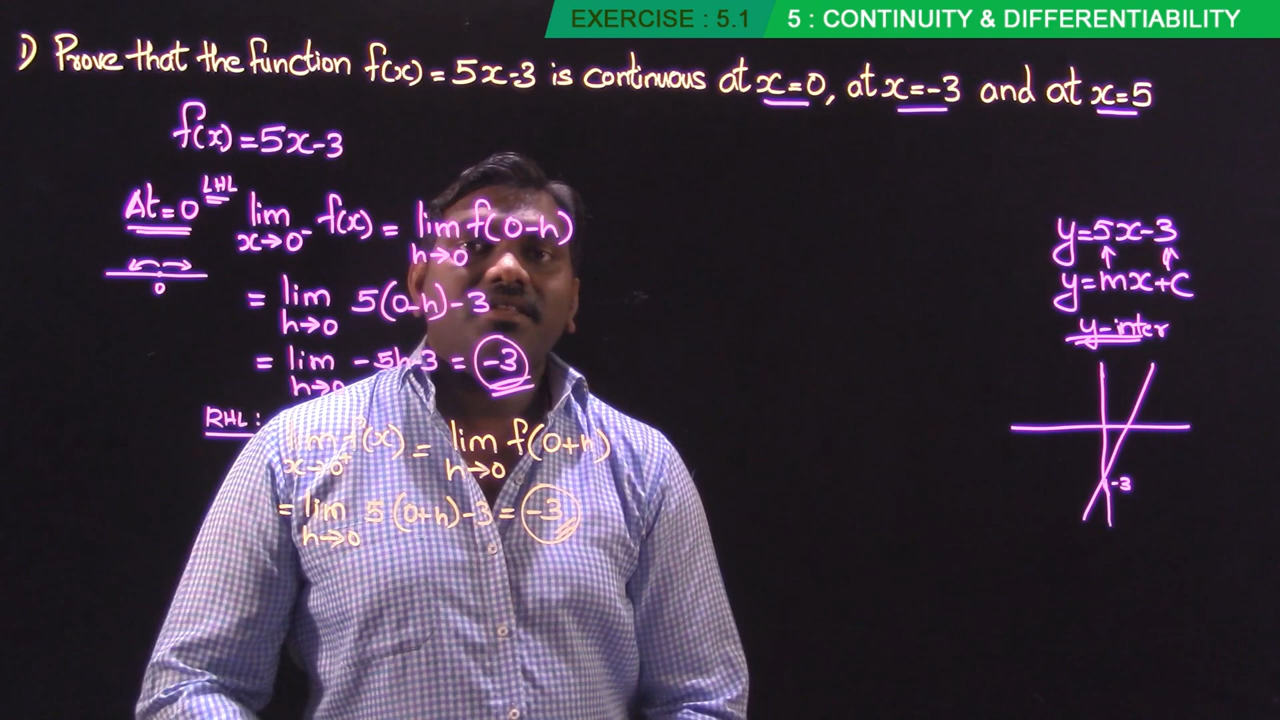 EXERCISE : 5.1 5 : CONTINUITY & DIFFERENTIABILITY
1) Prove that the function f(x) = 5x-3 is continuous at x=0, at x=-3 and at x=5
f(x) = 5x-3
At=0 LHL lim x→0⁻ f(x) = lim h→0 f(0-h)
0
= lim h→0 5(0-h)-3
= lim h→0 -5h-3 = -3
RHL :
lim x→0⁺ f(x) = lim h→0 f(0+h)
= lim h→0 5(0+h)-3 = -3
y=5x-3
y=mx+c
y-inter
-3